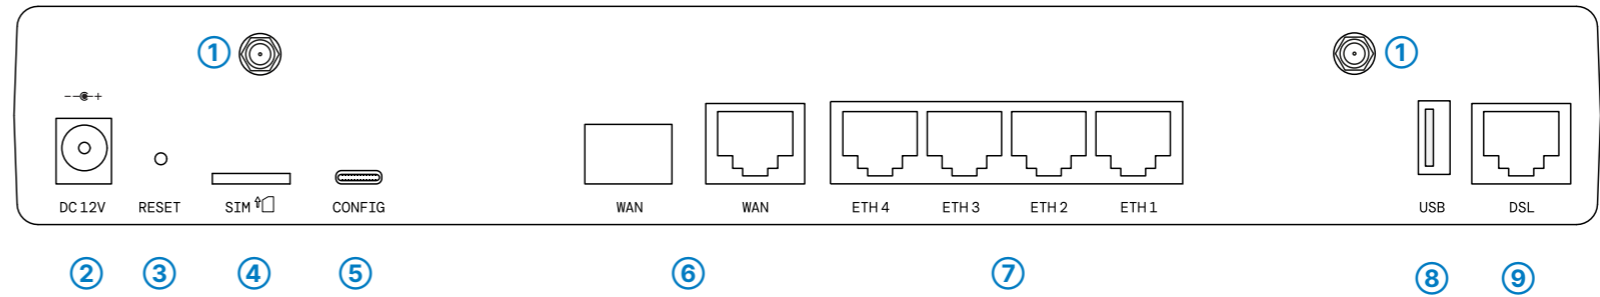 ① ①
DC 12V RESET SIM CONFIG WAN WAN ETH 4 ETH 3 ETH 2 ETH 1 USB DSL
② ③ ④ ⑤ ⑥ ⑦ ⑧ ⑨